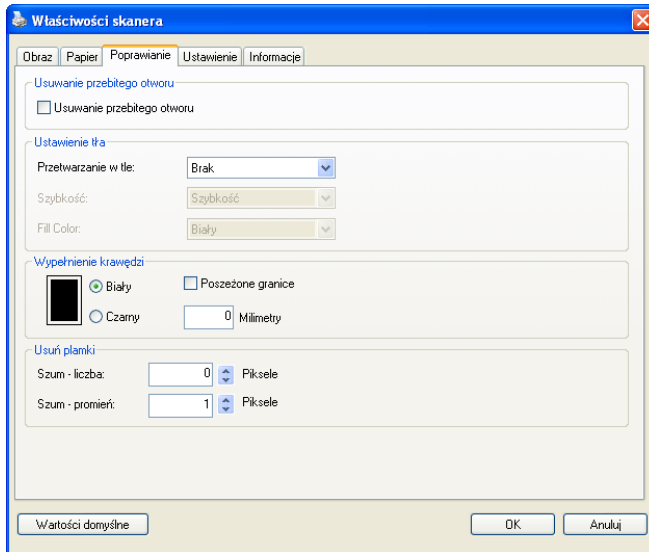 Właściwości skanera
Obraz Papier Poprawianie Ustawienie Informacje
Usuwanie przebitego otworu
Usuwanie przebitego otworu
Ustawienie tła
Przetwarzanie w tle: Brak
Szybkość: Szybkość
Fill Color: Biały
Wypełnienie krawędzi
Biały Poszeżone granice
Czarny 0 Milimetry
Usuń plamki
Szum - liczba: 0 Piksele
Szum - promień: 1 Piksele
Wartości domyślne OK Anuluj